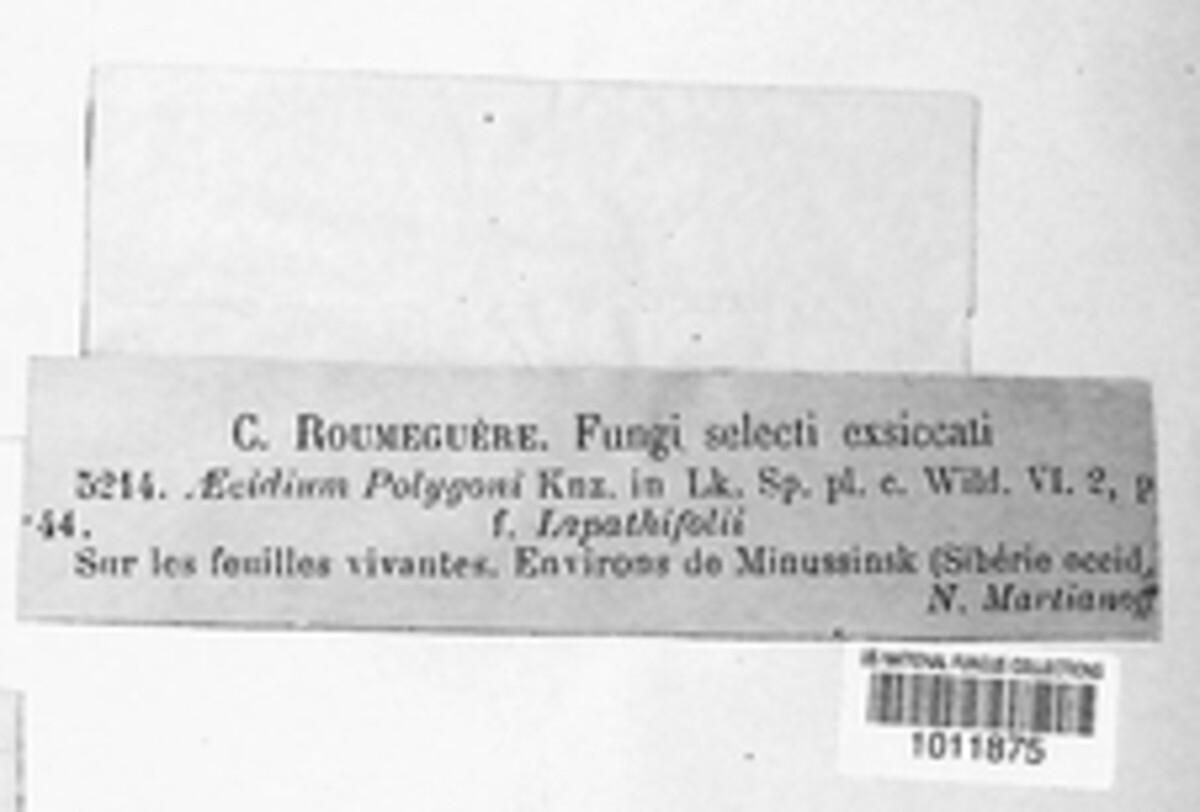 C. ROUMEGUÈRE. Fungi selecti exsiccati
5214. Æcidium Polygoni Knz. in Lk. Sp. pl. c. Willd. VI. 2, p
44. f. Lapathifolii
Sur les feuilles vivantes. Environs de Minussinsk (Sibérie occid,
N. Martianoff
US NATIONAL FUNGUS COLLECTIONS
1011875